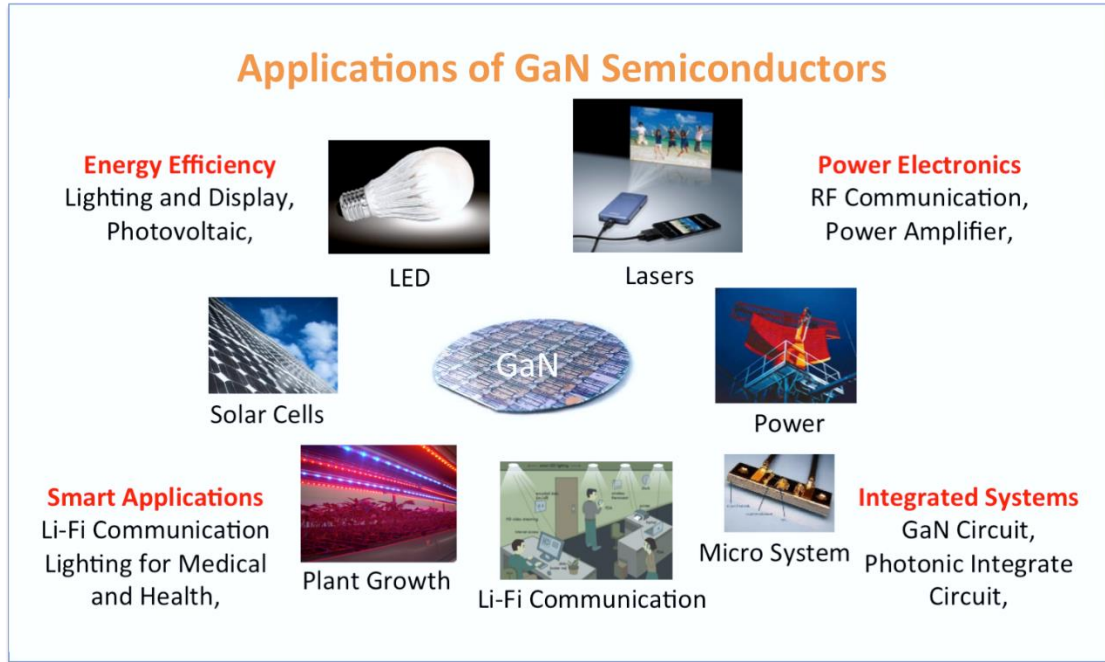 Applications of GaN Semiconductors
Energy Efficiency
Lighting and Display,
Photovoltaic,
LED
Lasers
Power Electronics
RF Communication,
Power Amplifier,
Solar Cells
GaN
Power
Smart Applications
Li-Fi Communication
Lighting for Medical
and Health,
Plant Growth
Li-Fi Communication
Micro System
Integrated Systems
GaN Circuit,
Photonic Integrate
Circuit,